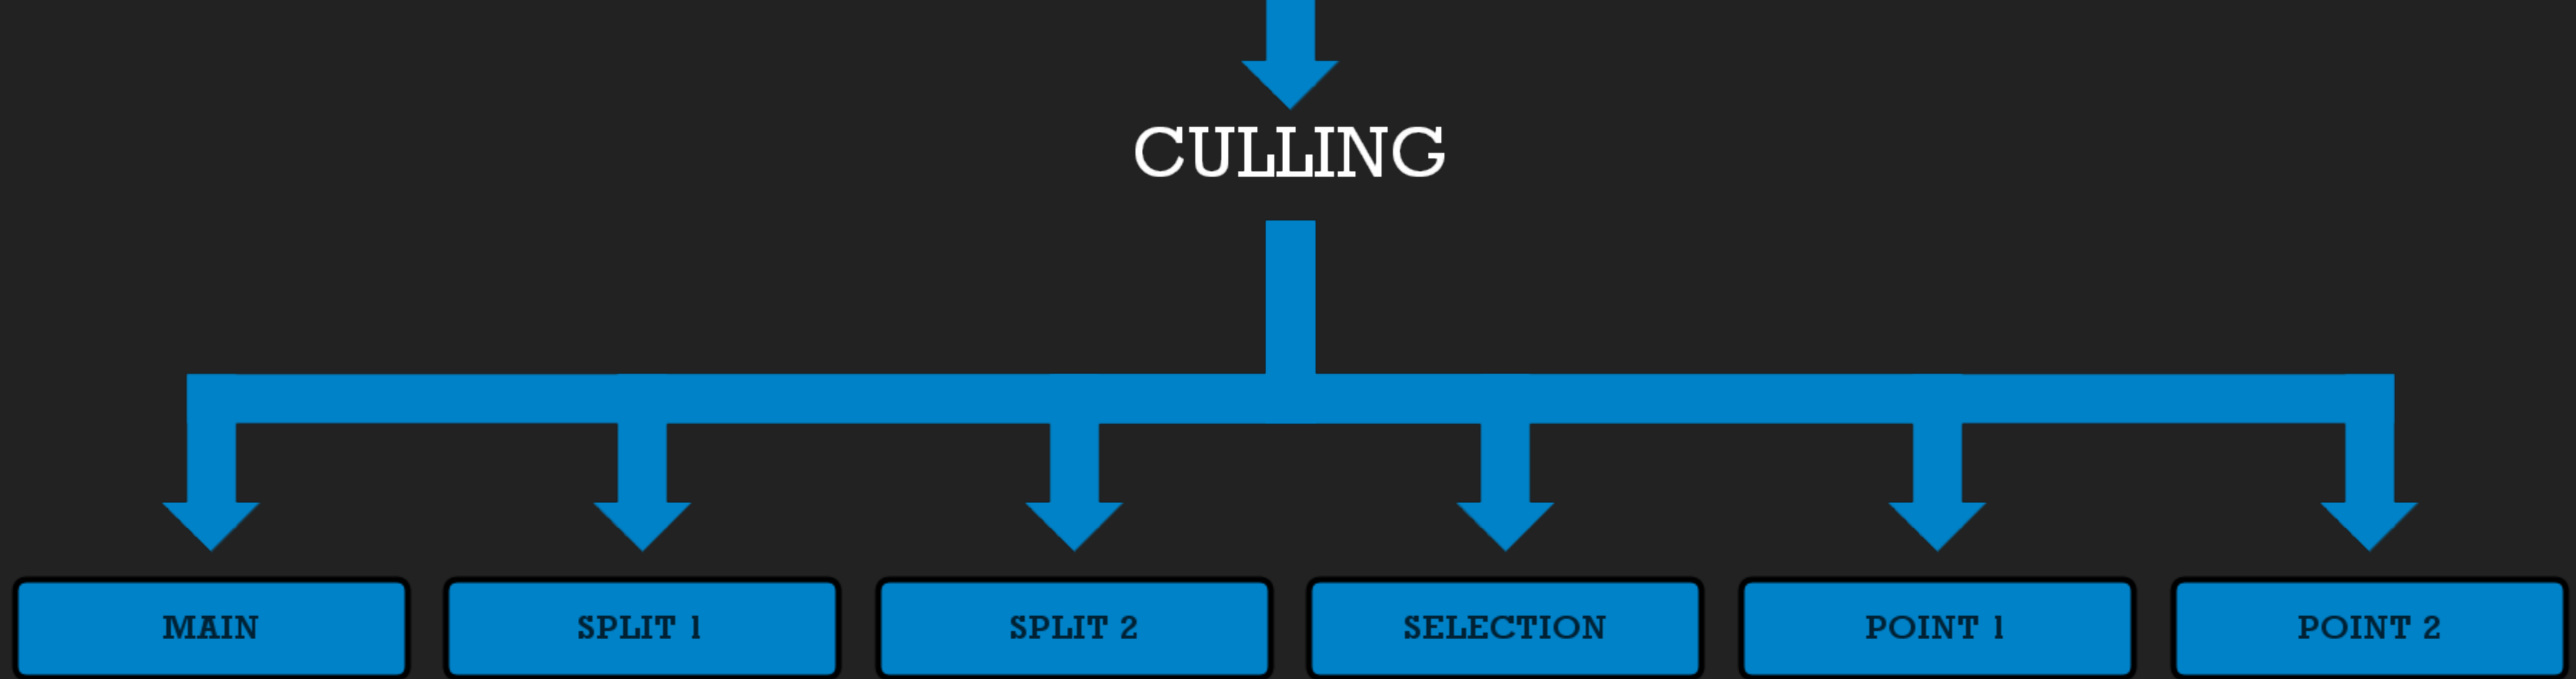 CULLING
MAIN
SPLIT 1
SPLIT 2
SELECTION
POINT 1
POINT 2